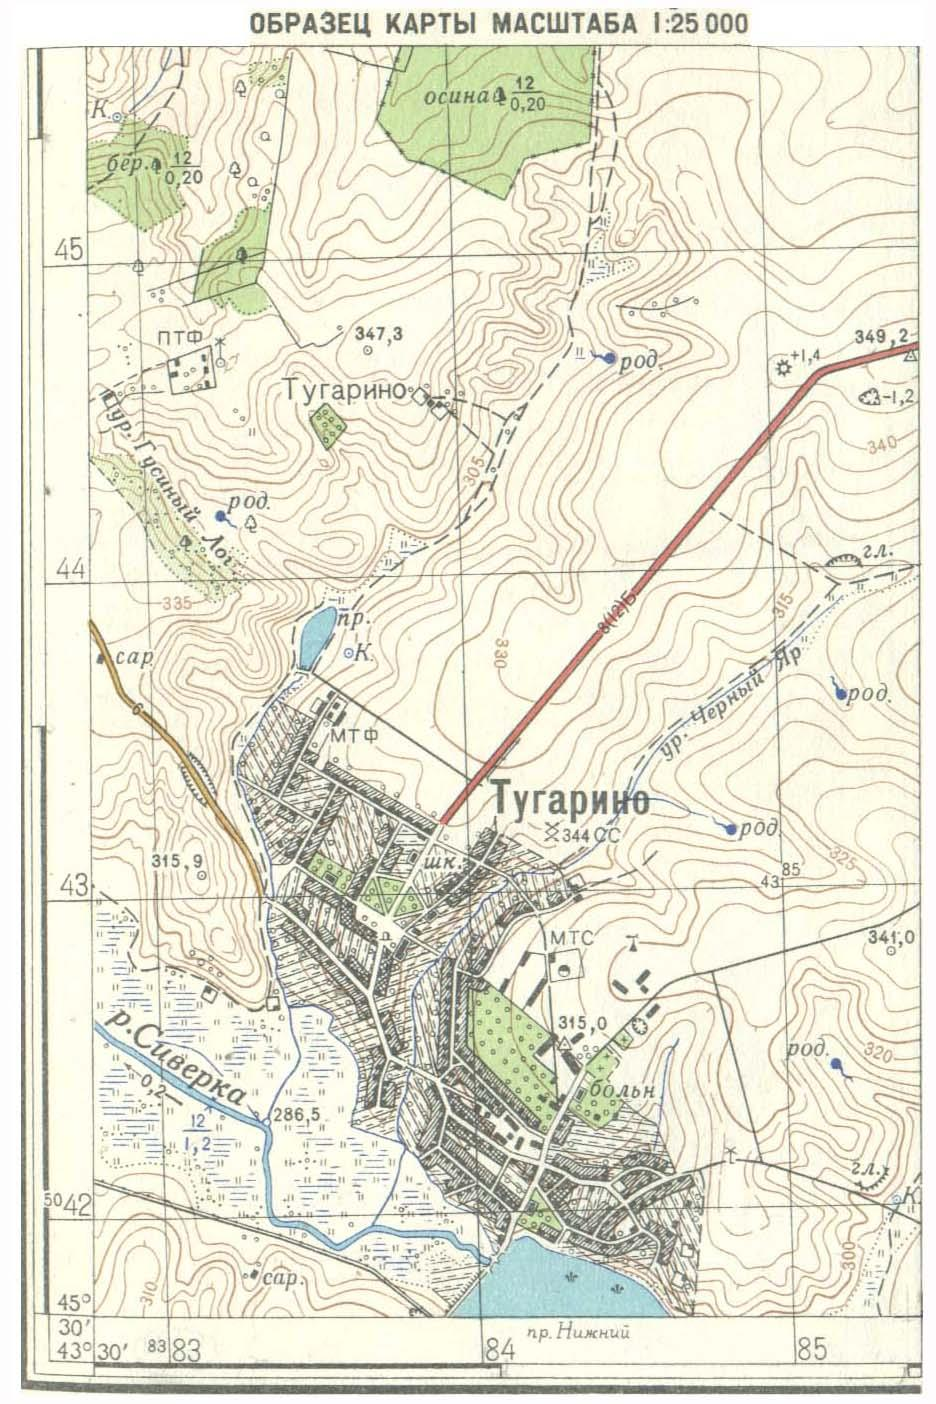 ОБРАЗЕЦ КАРТЫ МАСШТАБА 1:25 000
осина 12
0,20
К.
бер. 12
0,20
45
ПТФ
347,3
349,2
+1,4
род.
-1,2
Тугарино
340
305
ур. Гусиный Лог
род.
гл.
44
335
315
пр.
8(12)Б
К.
сар
330
ур. Черный Яр
род.
6
МТФ
Тугарино
344 СС
род.
шк.
325
315,9
43
43 85
МТС
341,0
р. Сиверка
315,0
320
род.
0,2
больн
286,5
12
1,2
гл.
К.
50 42
300
сар.
310
45°
30'
пр. Нижний
43°30' 83 83 84 85